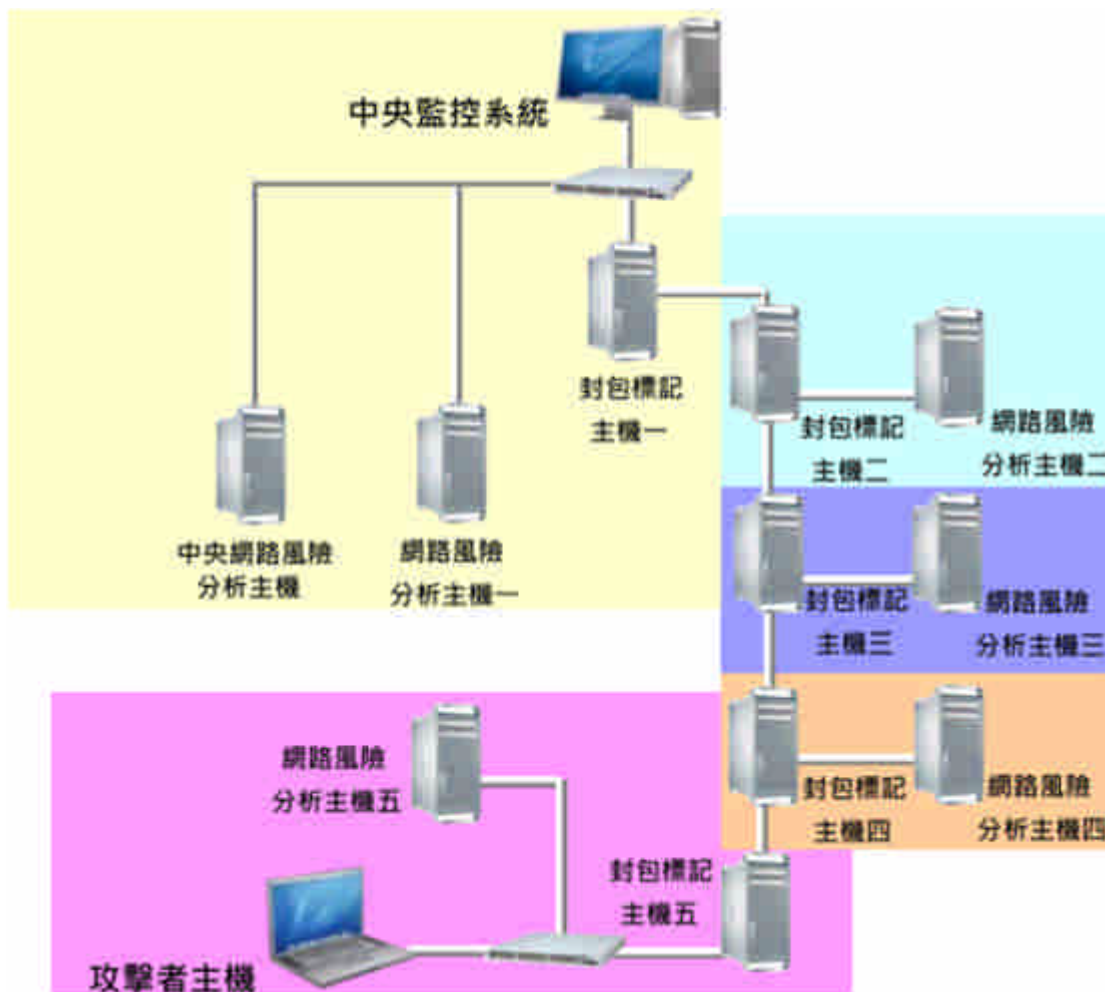 中央監控系統
封包標記
主機一
中央網路風險
分析主機
網路風險
分析主機一
封包標記
主機二
網路風險
分析主機二
封包標記
主機三
網路風險
分析主機三
封包標記
主機四
網路風險
分析主機四
網路風險
分析主機五
封包標記
主機五
攻擊者主機